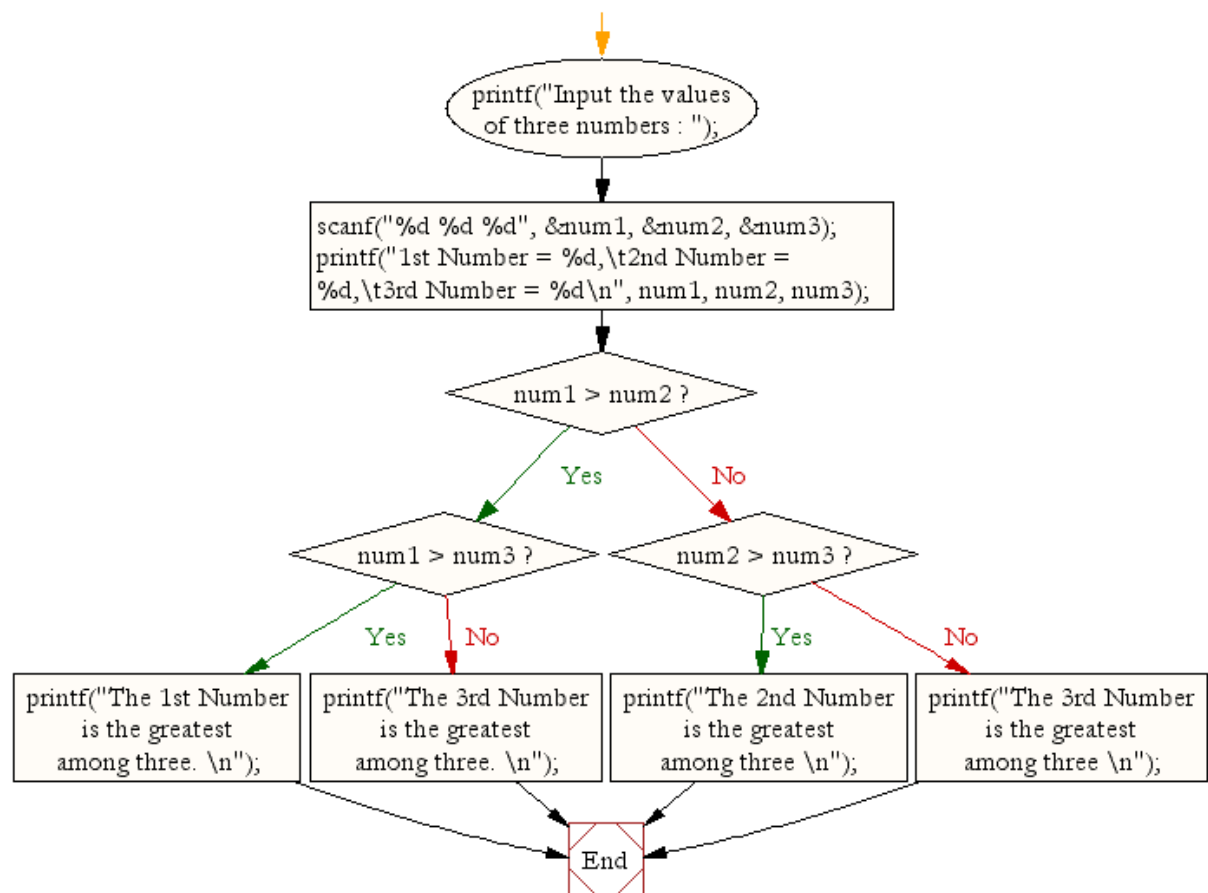 printf("Input the values
of three numbers : ");
scanf("%d %d %d", &num1, &num2, &num3);
printf("1st Number = %d,\t2nd Number =
%d,\t3rd Number = %d\n", num1, num2, num3);
num1 > num2 ?
Yes
No
num1 > num3 ?
num2 > num3 ?
Yes
No
Yes
No
printf("The 1st Number
is the greatest
among three. \n");
printf("The 3rd Number
is the greatest
among three. \n");
printf("The 2nd Number
is the greatest
among three \n");
printf("The 3rd Number
is the greatest
among three \n");
End